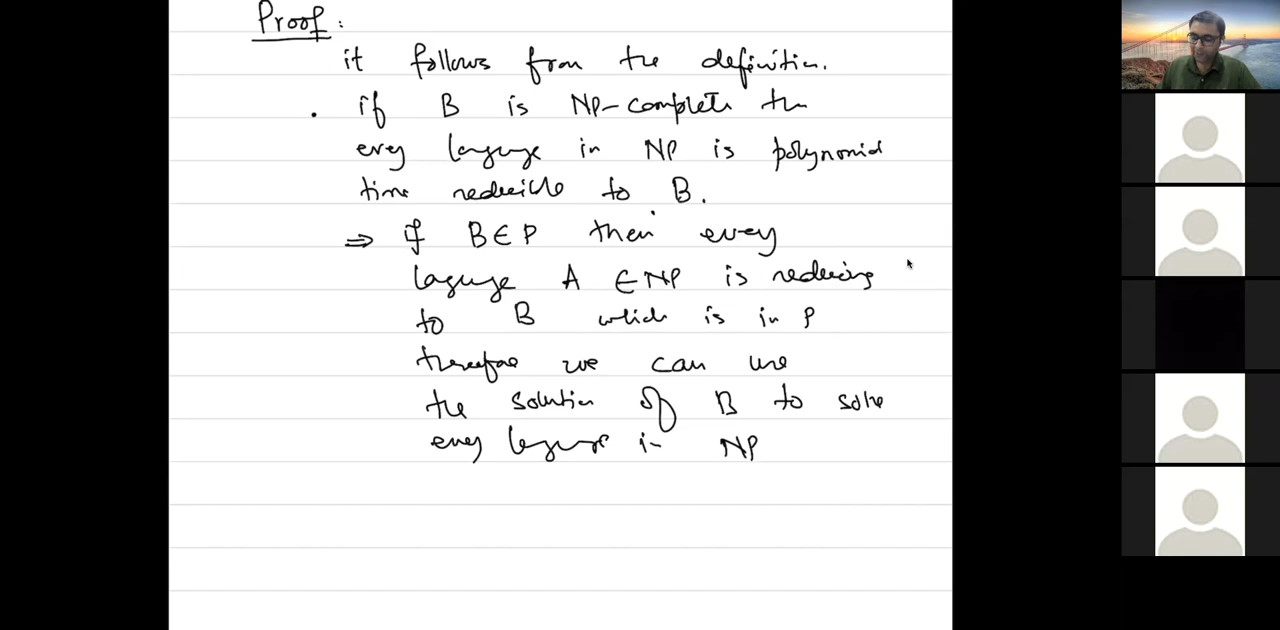 Proof :
it follows from the definition.
. if B is NP-complete then
every language in NP is polynomial
time reducible to B.
⇒ if B ∈ P then every
language A ∈ NP is reducing
to B which is in P
therefore we can use
the solution of B to solve
every language in NP